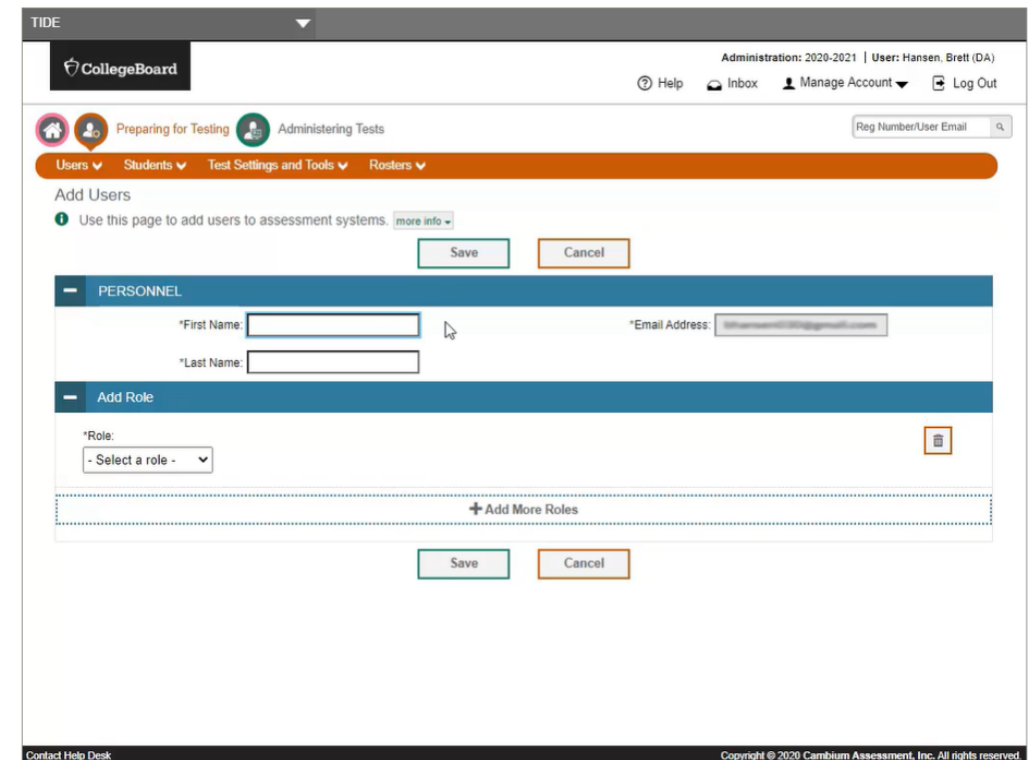 TIDE
CollegeBoard
Administration: 2020-2021 | User: Hansen, Brett (DA)
Help Inbox Manage Account Log Out
Preparing for Testing Administering Tests Reg Number/User Email
Users Students Test Settings and Tools Rosters
Add Users
Use this page to add users to assessment systems. more info
Save Cancel
PERSONNEL
*First Name: *Email Address:
*Last Name:
Add Role
*Role:
- Select a role -
Add More Roles
Save Cancel
Contact Help Desk Copyright © 2020 Cambium Assessment, Inc. All rights reserved.